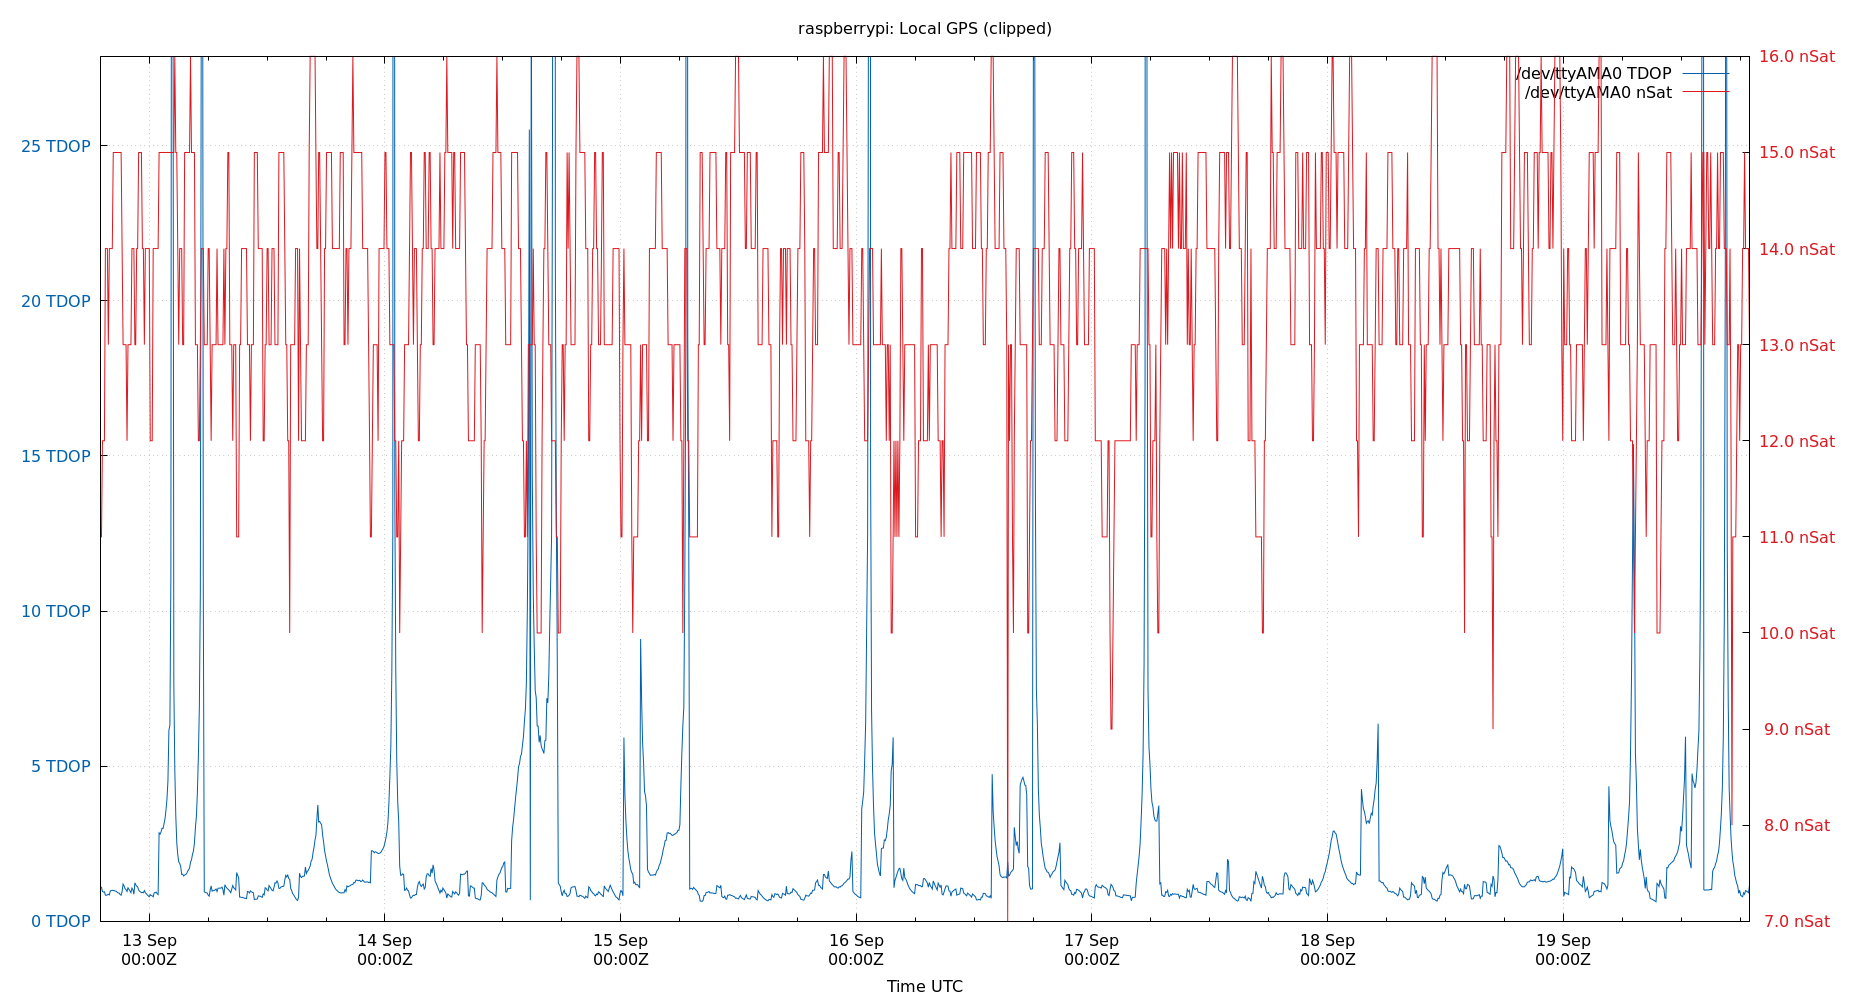 raspberrypi: Local GPS (clipped)
/dev/ttyAMA0 TDOP
/dev/ttyAMA0 nSat
25 TDOP
20 TDOP
15 TDOP
10 TDOP
5 TDOP
0 TDOP
16.0 nSat
15.0 nSat
14.0 nSat
13.0 nSat
12.0 nSat
11.0 nSat
10.0 nSat
9.0 nSat
8.0 nSat
7.0 nSat
13 Sep 14 Sep 15 Sep 16 Sep 17 Sep 18 Sep 19 Sep
00:00Z 00:00Z 00:00Z 00:00Z 00:00Z 00:00Z 00:00Z
Time UTC